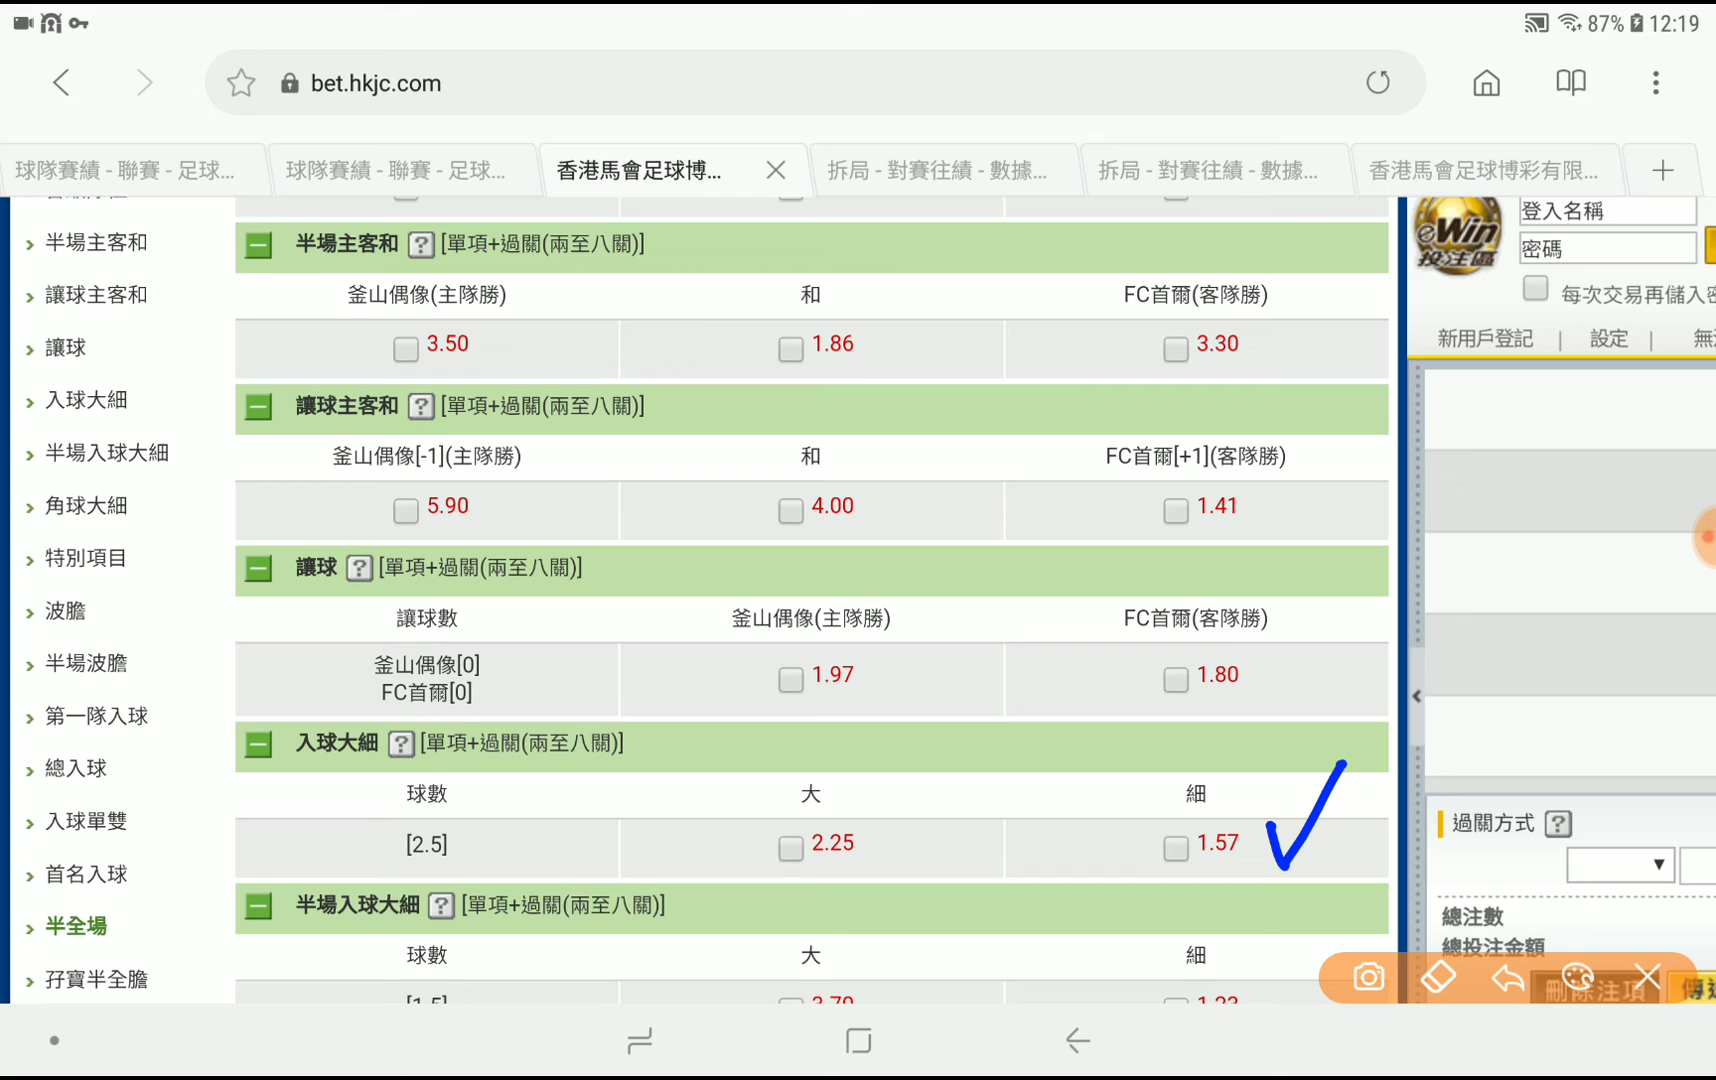 87% 12:19
bet.hkjc.com
球隊賽績 - 聯賽 - 足球...
球隊賽績 - 聯賽 - 足球...
香港馬會足球博...
拆局 - 對賽往績 - 數據...
拆局 - 對賽往績 - 數據...
香港馬會足球博彩有限...
半場主客和
讓球主客和
讓球
入球大細
半場入球大細
角球大細
特別項目
波膽
半場波膽
第一隊入球
總入球
入球單雙
首名入球
半全場
孖寶半全膽
半場主客和 ? [單項+過關(兩至八關)]
釜山偶像(主隊勝) 和 FC首爾(客隊勝)
3.50 1.86 3.30
讓球主客和 ? [單項+過關(兩至八關)]
釜山偶像[-1](主隊勝) 和 FC首爾[+1](客隊勝)
5.90 4.00 1.41
讓球 ? [單項+過關(兩至八關)]
讓球數 釜山偶像(主隊勝) FC首爾(客隊勝)
釜山偶像[0]
FC首爾[0]
1.97 1.80
入球大細 ? [單項+過關(兩至八關)]
球數 大 細
[2.5] 2.25 1.57
半場入球大細 ? [單項+過關(兩至八關)]
球數 大 細
eWin
投注區
登入名稱
密碼
每次交易再儲入
新用戶登記 | 設定 |
過關方式 ?
總注數
總投注金額
刪除注項